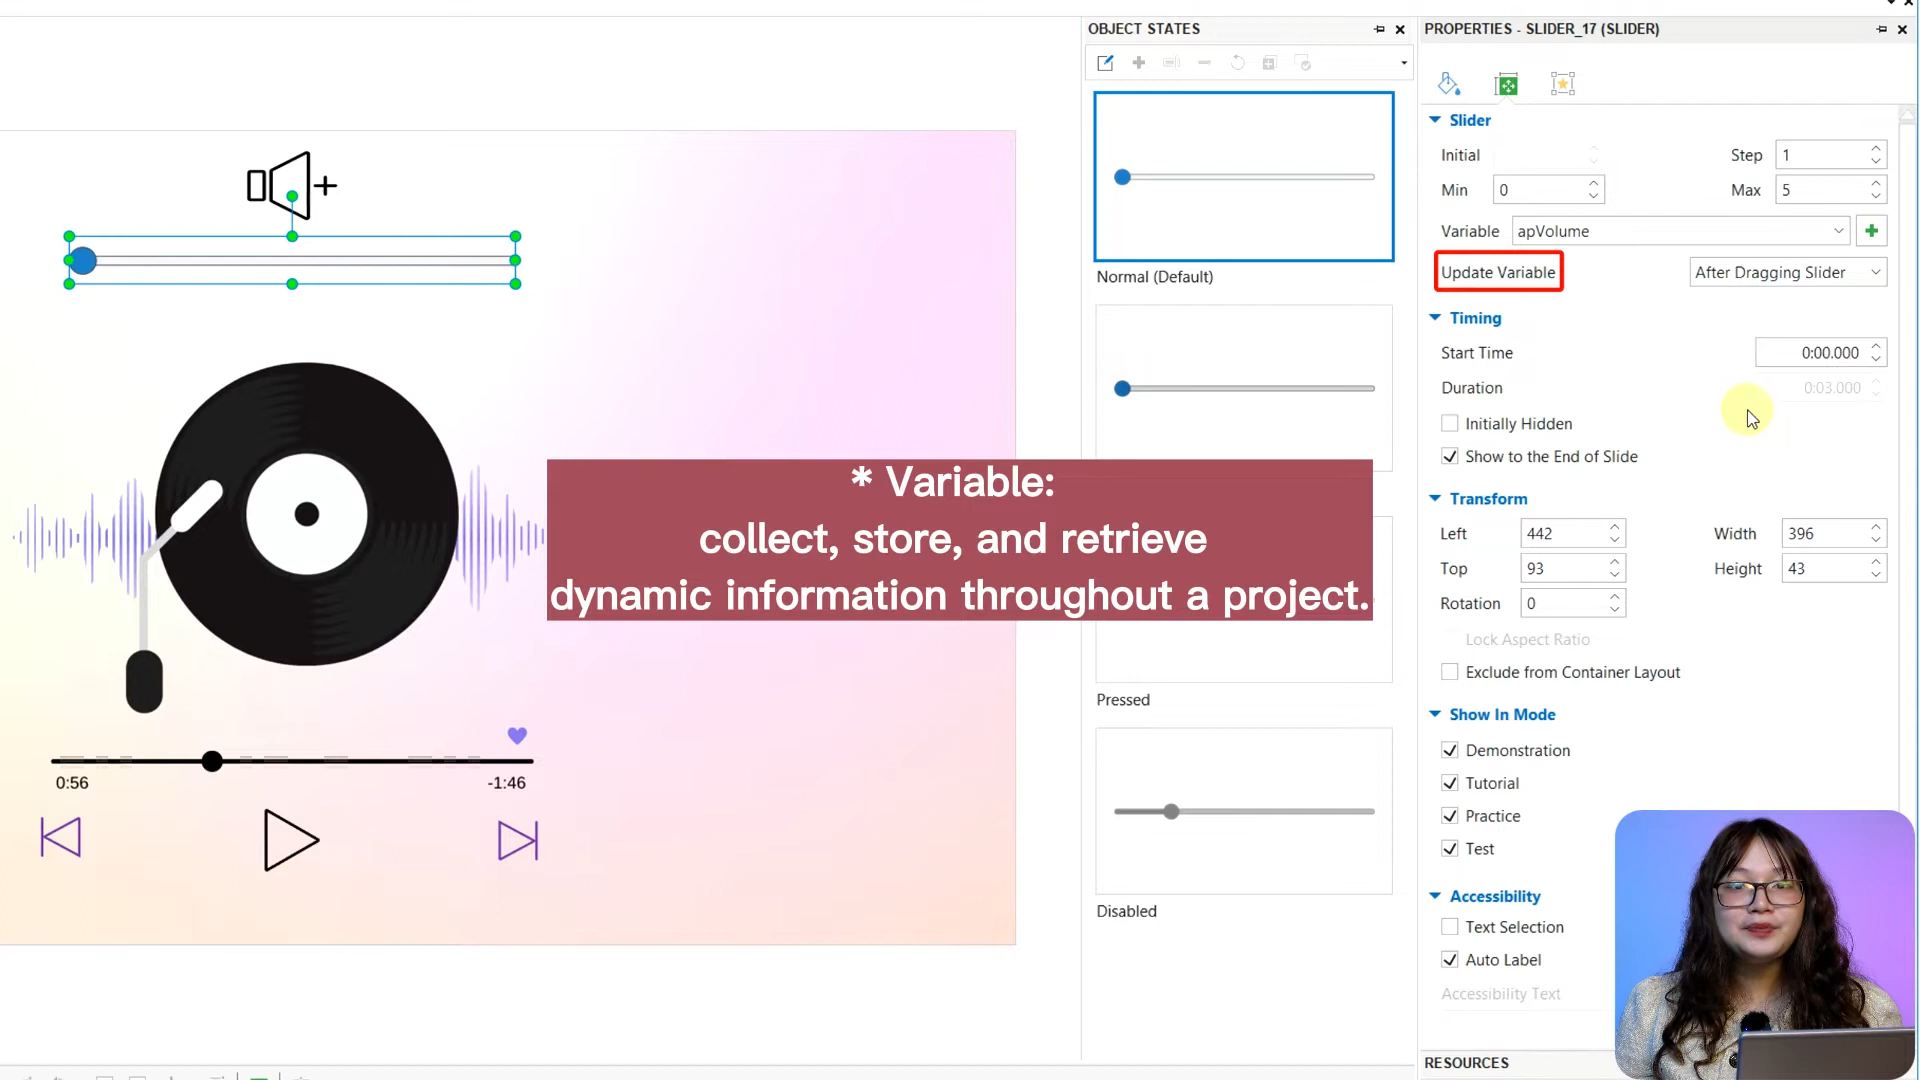 OBJECT STATES
PROPERTIES - SLIDER_17 (SLIDER)
Slider
Initial
Step 1
Min 0
Max 5
Variable apVolume
Update Variable After Dragging Slider
Normal (Default)
Timing
Start Time 0:00.000
Duration 0:03.000
Initially Hidden
Show to the End of Slide
* Variable:
collect, store, and retrieve
dynamic information throughout a project.
Transform
Left 442 Width 396
Top 93 Height 43
Rotation 0
Lock Aspect Ratio
Exclude from Container Layout
Pressed
Show In Mode
Demonstration
Tutorial
Practice
Test
0:56 -1:46
Disabled
Accessibility
Text Selection
Auto Label
Accessibility Text
RESOURCES